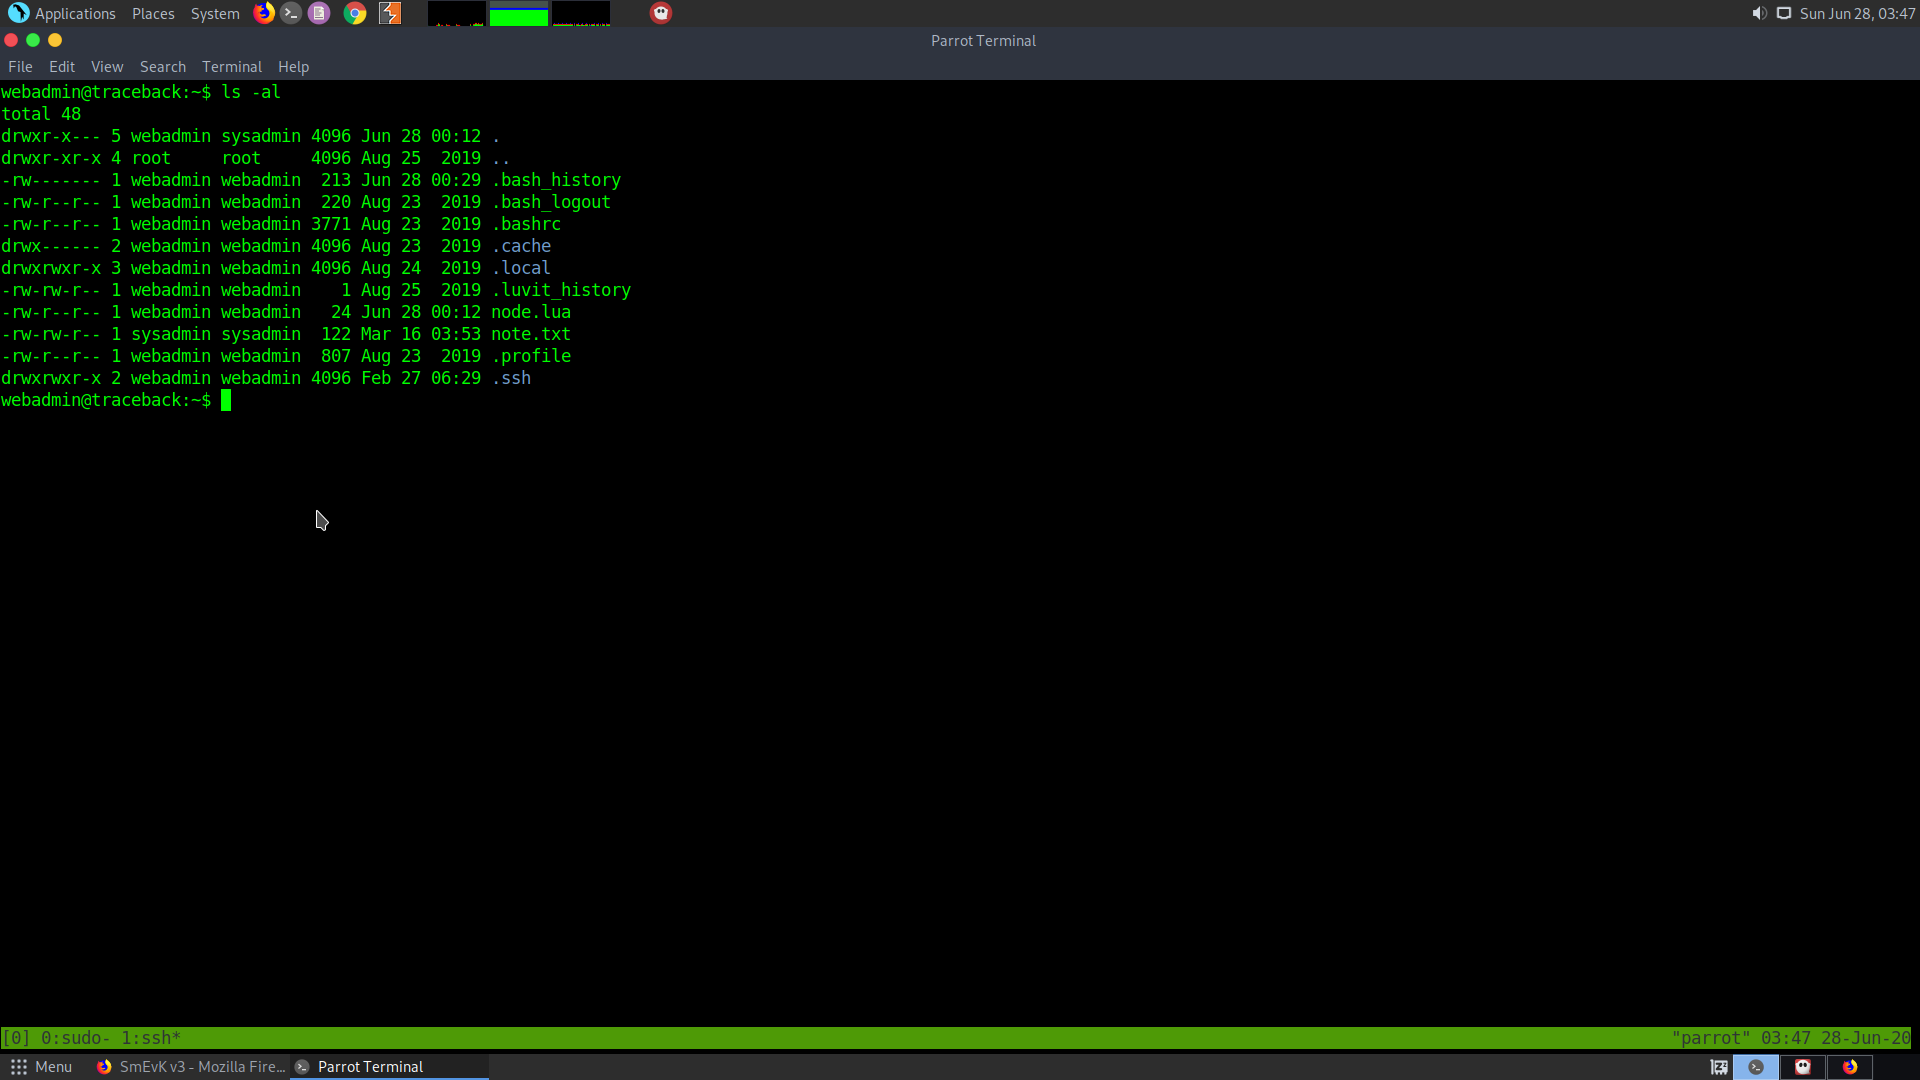 Applications Places System Sun Jun 28, 03:47
Parrot Terminal
File Edit View Search Terminal Help
webadmin@traceback:~$ ls -al
total 48
drwxr-x--- 5 webadmin sysadmin 4096 Jun 28 00:12 .
drwxr-xr-x 4 root     root     4096 Aug 25  2019 ..
-rw------- 1 webadmin webadmin  213 Jun 28 00:29 .bash_history
-rw-r--r-- 1 webadmin webadmin  220 Aug 23  2019 .bash_logout
-rw-r--r-- 1 webadmin webadmin 3771 Aug 23  2019 .bashrc
drwx------ 2 webadmin webadmin 4096 Aug 23  2019 .cache
drwxrwxr-x 3 webadmin webadmin 4096 Aug 24  2019 .local
-rw-rw-r-- 1 webadmin webadmin    1 Aug 25  2019 .luvit_history
-rw-r--r-- 1 webadmin webadmin   24 Jun 28 00:12 node.lua
-rw-rw-r-- 1 sysadmin sysadmin  122 Mar 16 03:53 note.txt
-rw-r--r-- 1 webadmin webadmin  807 Aug 23  2019 .profile
drwxrwxr-x 2 webadmin webadmin 4096 Feb 27 06:29 .ssh
webadmin@traceback:~$
[0] 0:sudo- 1:ssh* "parrot" 03:47 28-Jun-20
Menu SmEvK v3 - Mozilla Fire... Parrot Terminal